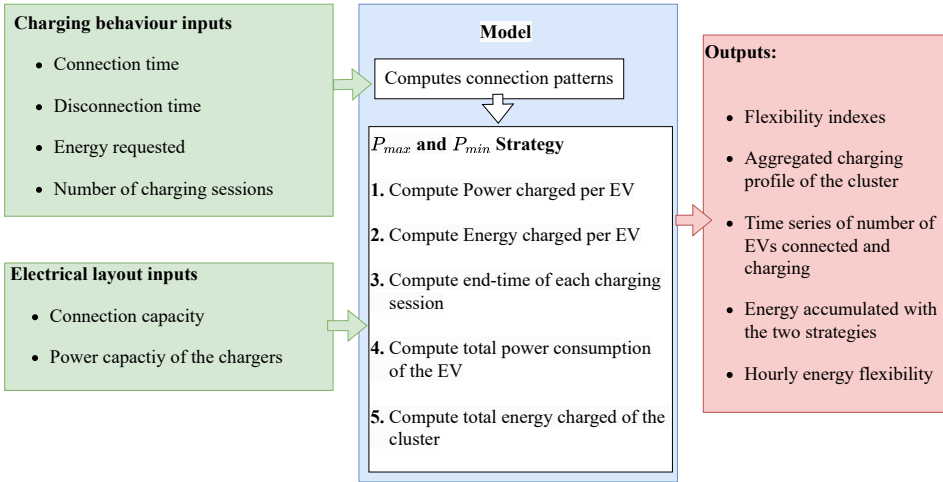 Charging behaviour inputs
• Connection time
• Disconnection time
• Energy requested
• Number of charging sessions
Electrical layout inputs
• Connection capacity
• Power capactiy of the chargers
Model
Computes connection patterns
P_max and P_min Strategy
1. Compute Power charged per EV
2. Compute Energy charged per EV
3. Compute end-time of each charging
session
4. Compute total power consumption
of the EV
5. Compute total energy charged of the
cluster
Outputs:
• Flexibility indexes
• Aggregated charging
profile of the cluster
• Time series of number of
EVs connected and
charging
• Energy accumulated with
the two strategies
• Hourly energy flexibility